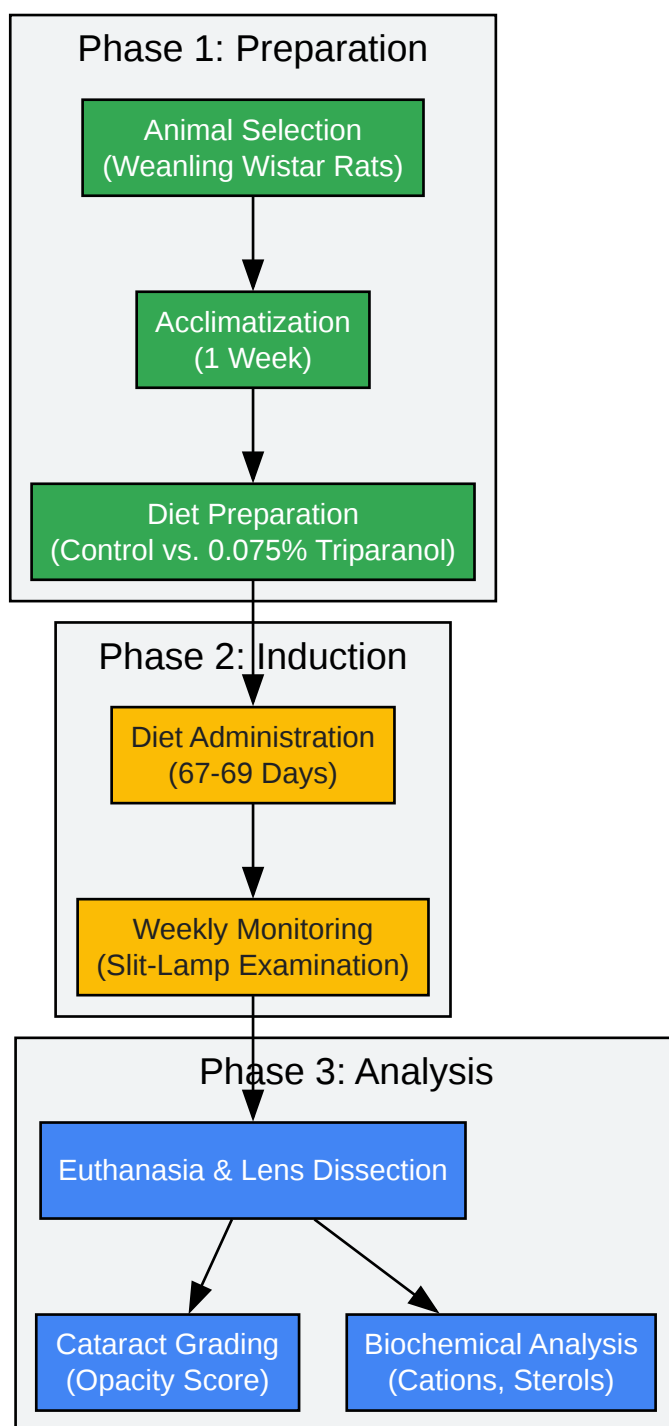 Phase 1: Preparation
Animal Selection
(Weanling Wistar Rats)
Acclimatization
(1 Week)
Diet Preparation
(Control vs. 0.075% Triparanol)
Phase 2: Induction
Diet Administration
(67-69 Days)
Weekly Monitoring
(Slit-Lamp Examination)
Phase 3: Analysis
Euthanasia & Lens Dissection
Cataract Grading
(Opacity Score)
Biochemical Analysis
(Cations, Sterols)